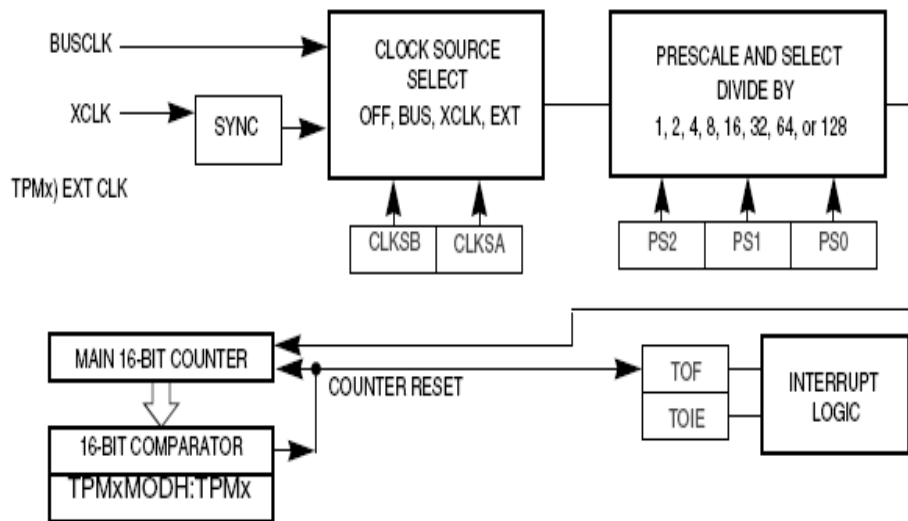 BUSCLK
XCLK
SYNC
TPMx) EXT CLK
CLOCK SOURCE
SELECT
OFF, BUS, XCLK, EXT
CLKSB
CLKSA
PRESCALE AND SELECT
DIVIDE BY
1, 2, 4, 8, 16, 32, 64, or 128
PS2
PS1
PS0
MAIN 16-BIT COUNTER
COUNTER RESET
16-BIT COMPARATOR
TPMxMODH:TPMx
TOF
TOIE
INTERRUPT
LOGIC